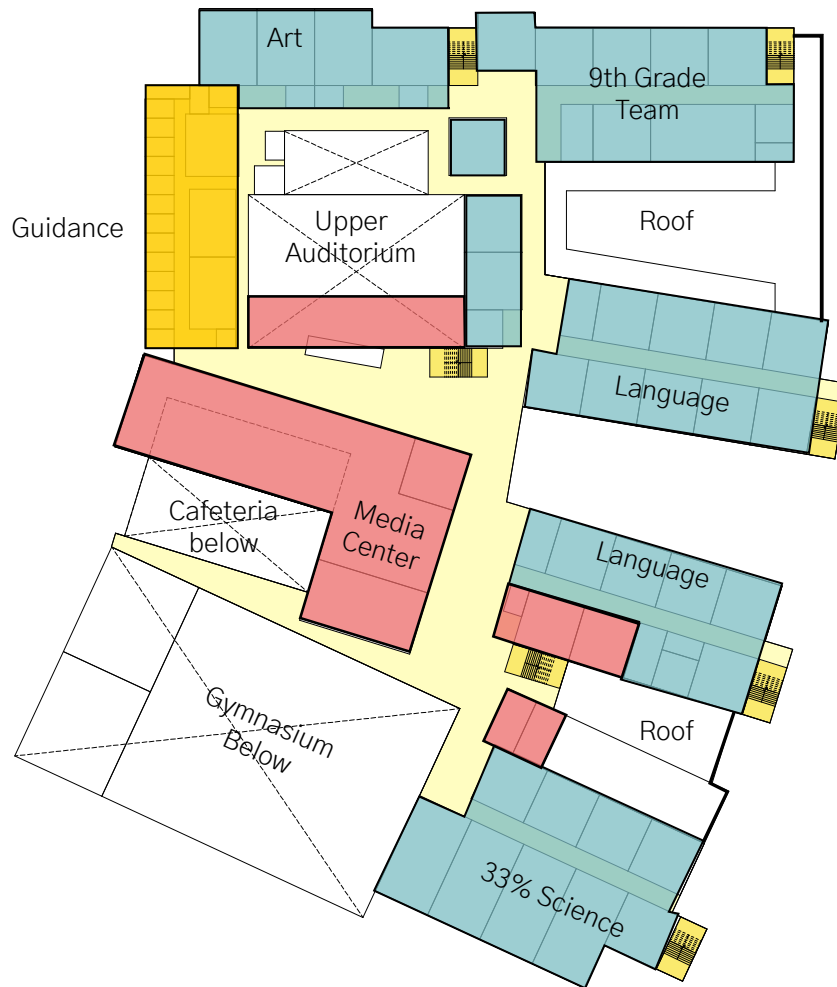 Art
9th Grade
Team
Guidance
Upper
Auditorium
Roof
Language
Cafeteria
below
Media
Center
Language
Gymnasium
Below
Roof
33% Science